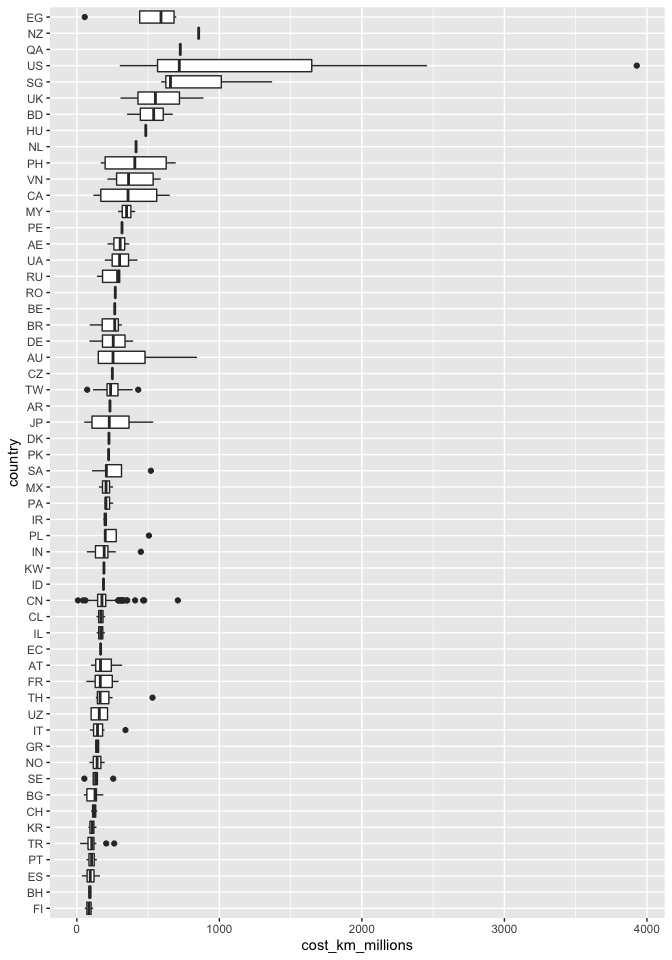 EG
NZ
QA
US
SG
UK
BD
HU
NL
PH
VN
CA
MY
PE
AE
UA
RU
RO
BE
BR
DE
AU
CZ
TW
AR
JP
DK
PK
SA
MX
PA
IR
PL
IN
KW
ID
CN
CL
IL
EC
AT
FR
TH
UZ
IT
GR
NO
SE
BG
CH
KR
TR
PT
ES
BH
FI
country
0 1000 2000 3000 4000
cost_km_millions